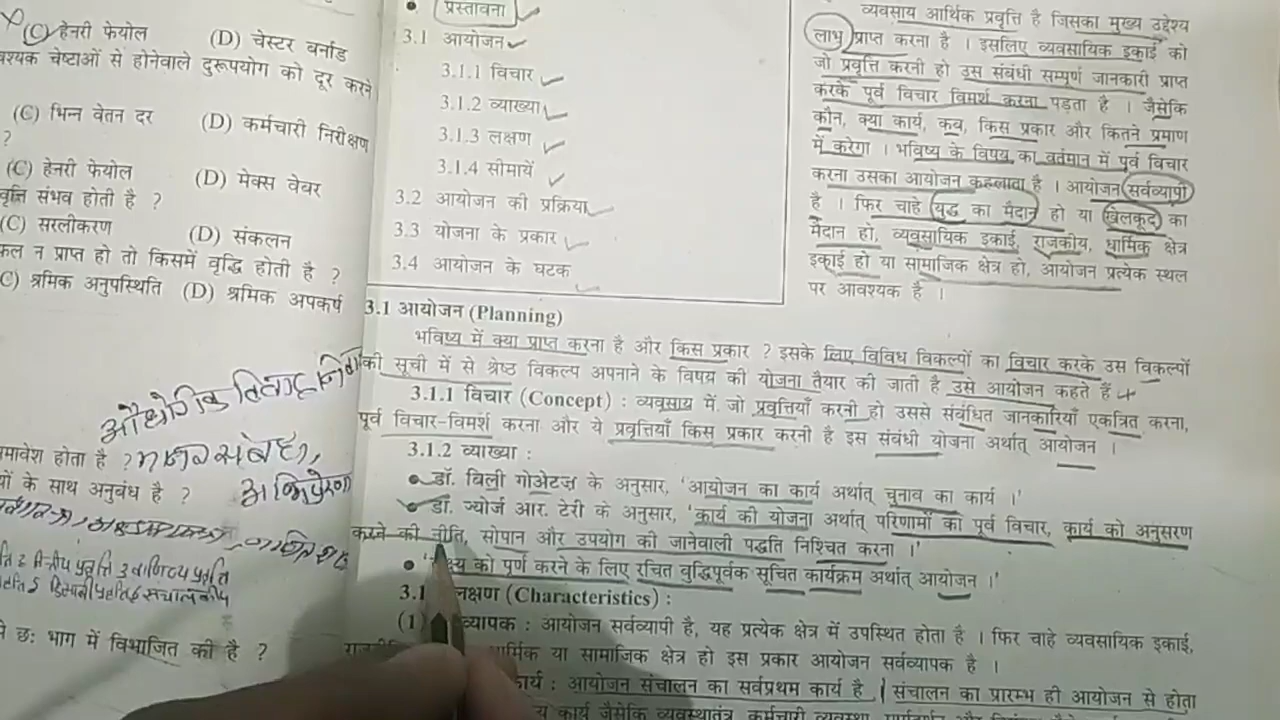 (C) हेनरी फेयोल (D) चेस्टर बर्नाड
वश्यक चेष्टाओं से होनेवाले दुरूपयोग को दूर करने
(C) भिन्न वेतन दर (D) कर्मचारी निरीक्षण
?
(C) हेनरी फेयोल (D) मेक्स वेबर
वृत्ति संभव होती है ?
(C) सरलीकरण (D) संकलन
फल न प्राप्त हो तो किसमें वृद्धि होती है ?
C) श्रमिक अनुपस्थिति (D) श्रमिक अपकर्ष
औद्योगिक
अभिप्रेरणा
समावेश होता है ?
यों के साथ अनुबंध है ?
ने छः भाग में विभाजित की है ?
• प्रस्तावना
3.1 आयोजन
3.1.1 विचार
3.1.2 व्याख्या
3.1.3 लक्षण
3.1.4 सीमायें
3.2 आयोजन की प्रक्रिया
3.3 योजना के प्रकार
3.4 आयोजन के घटक
व्यवसाय आर्थिक प्रवृत्ति है जिसका मुख्य उद्देश्य
लाभ प्राप्त करना है । इसलिए व्यवसायिक इकाई को
जो प्रवृत्ति करनी हो उस संबंधी सम्पूर्ण जानकारी प्राप्त
करके पूर्व विचार विमर्श करना पड़ता है । जैसेकि
कौन, क्या कार्य, कब, किस प्रकार और कितने प्रमाण
में करेगा । भविष्य के विषय का वर्तमान में पूर्व विचार
करना उसका आयोजन कहलाता है । आयोजन सर्वव्यापी
है । फिर चाहे युद्ध का मैदान हो या खेलकूद का
मैदान हो, व्यवसायिक इकाई, राजकीय, धार्मिक क्षेत्र
इकाई हो या सामाजिक क्षेत्र हो, आयोजन प्रत्येक स्थल
पर आवश्यक है ।
3.1 आयोजन (Planning)
भविष्य में क्या प्राप्त करना है और किस प्रकार ? इसके लिए विविध विकल्पों का विचार करके उस विकल्पों
की सूची में से श्रेष्ठ विकल्प अपनाने के विषय की योजना तैयार की जाती है उसे आयोजन कहते हैं
3.1.1 विचार (Concept) : व्यवसाय में जो प्रवृत्तियाँ करनी हो उससे संबंधित जानकारियाँ एकत्रित करना,
पूर्व विचार-विमर्श करना और ये प्रवृत्तियाँ किस प्रकार करनी है इस संबंधी योजना अर्थात् आयोजन ।
3.1.2 व्याख्या :
• डॉ. बिली गोऐटज़ के अनुसार, 'आयोजन का कार्य अर्थात् चुनाव का कार्य ।'
• डॉ. ज्योर्ज आर. टेरी के अनुसार, 'कार्य की योजना अर्थात् परिणामों का पूर्व विचार, कार्य को अनुसरण
करने की नीति, सोपान और उपयोग की जानेवाली पद्धति निश्चित करना ।'
• को पूर्ण करने के लिए रचित बुद्धिपूर्वक सूचित कार्यक्रम अर्थात् आयोजन ।'
3.1 लक्षण (Characteristics) :
(1) व्यापक : आयोजन सर्वव्यापी है, यह प्रत्येक क्षेत्र में उपस्थित होता है । फिर चाहे व्यवसायिक इकाई,
र्मिक या सामाजिक क्षेत्र हो इस प्रकार आयोजन सर्वव्यापक है ।
कार्य : आयोजन संचालन का सर्वप्रथम कार्य है । संचालन का प्रारम्भ ही आयोजन से होता
कार्य जैसेकि व्यवस्थातंत्र, कर्मचारी व्यवस्था,